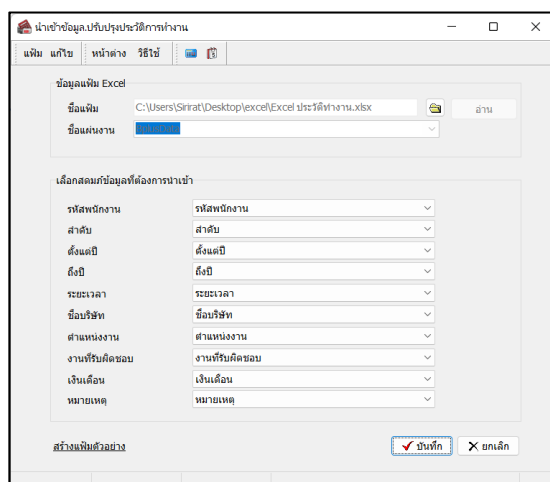 นำเข้าข้อมูล.ปรับปรุงประวัติการทำงาน
แฟ้ม แก้ไข หน้าต่าง วิธีใช้
ข้อมูลแฟ้ม Excel
ชื่อแฟ้ม C:\Users\Sirirat\Desktop\excel\Excel ประวัติทำงาน.xlsx อ่าน
ชื่อแผ่นงาน
เลือกสดมภ์ข้อมูลที่ต้องการนำเข้า
รหัสพนักงาน รหัสพนักงาน
ลำดับ ลำดับ
ตั้งแต่ปี ตั้งแต่ปี
ถึงปี ถึงปี
ระยะเวลา ระยะเวลา
ชื่อบริษัท ชื่อบริษัท
ตำแหน่งงาน ตำแหน่งงาน
งานที่รับผิดชอบ งานที่รับผิดชอบ
เงินเดือน เงินเดือน
หมายเหตุ หมายเหตุ
สร้างแฟ้มตัวอย่าง บันทึก ยกเลิก